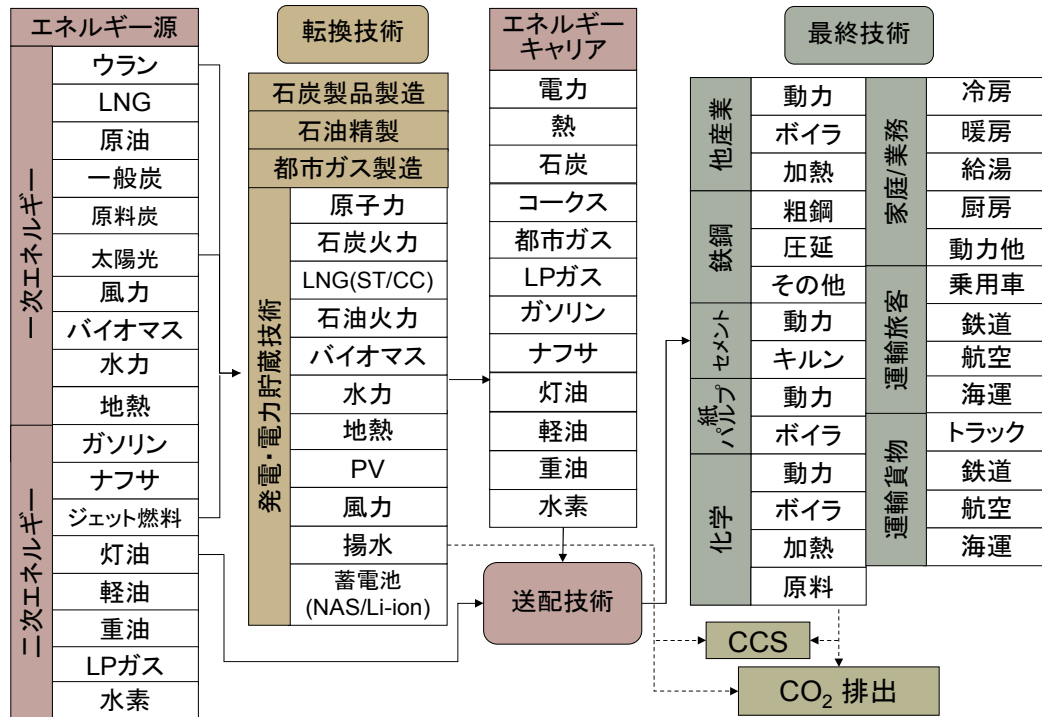 エネルギー源
一次エネルギー
ウラン
LNG
原油
一般炭
原料炭
太陽光
風力
バイオマス
水力
地熱
二次エネルギー
ガソリン
ナフサ
ジェット燃料
灯油
軽油
重油
LPガス
水素
転換技術
石炭製品製造
石油精製
都市ガス製造
発電・電力貯蔵技術
原子力
石炭火力
LNG(ST/CC)
石油火力
バイオマス
水力
地熱
PV
風力
揚水
蓄電池
(NAS/Li-ion)
エネルギー
キャリア
電力
熱
石炭
コークス
都市ガス
LPガス
ガソリン
ナフサ
灯油
軽油
重油
水素
送配技術
最終技術
他産業
動力
ボイラ
加熱
鉄鋼
粗鋼
圧延
その他
セメント
動力
キルン
紙
パルプ
動力
ボイラ
化学
動力
ボイラ
加熱
原料
家庭/業務
冷房
暖房
給湯
厨房
動力他
運輸旅客
乗用車
鉄道
航空
海運
運輸貨物
トラック
鉄道
航空
海運
CCS
CO₂ 排出